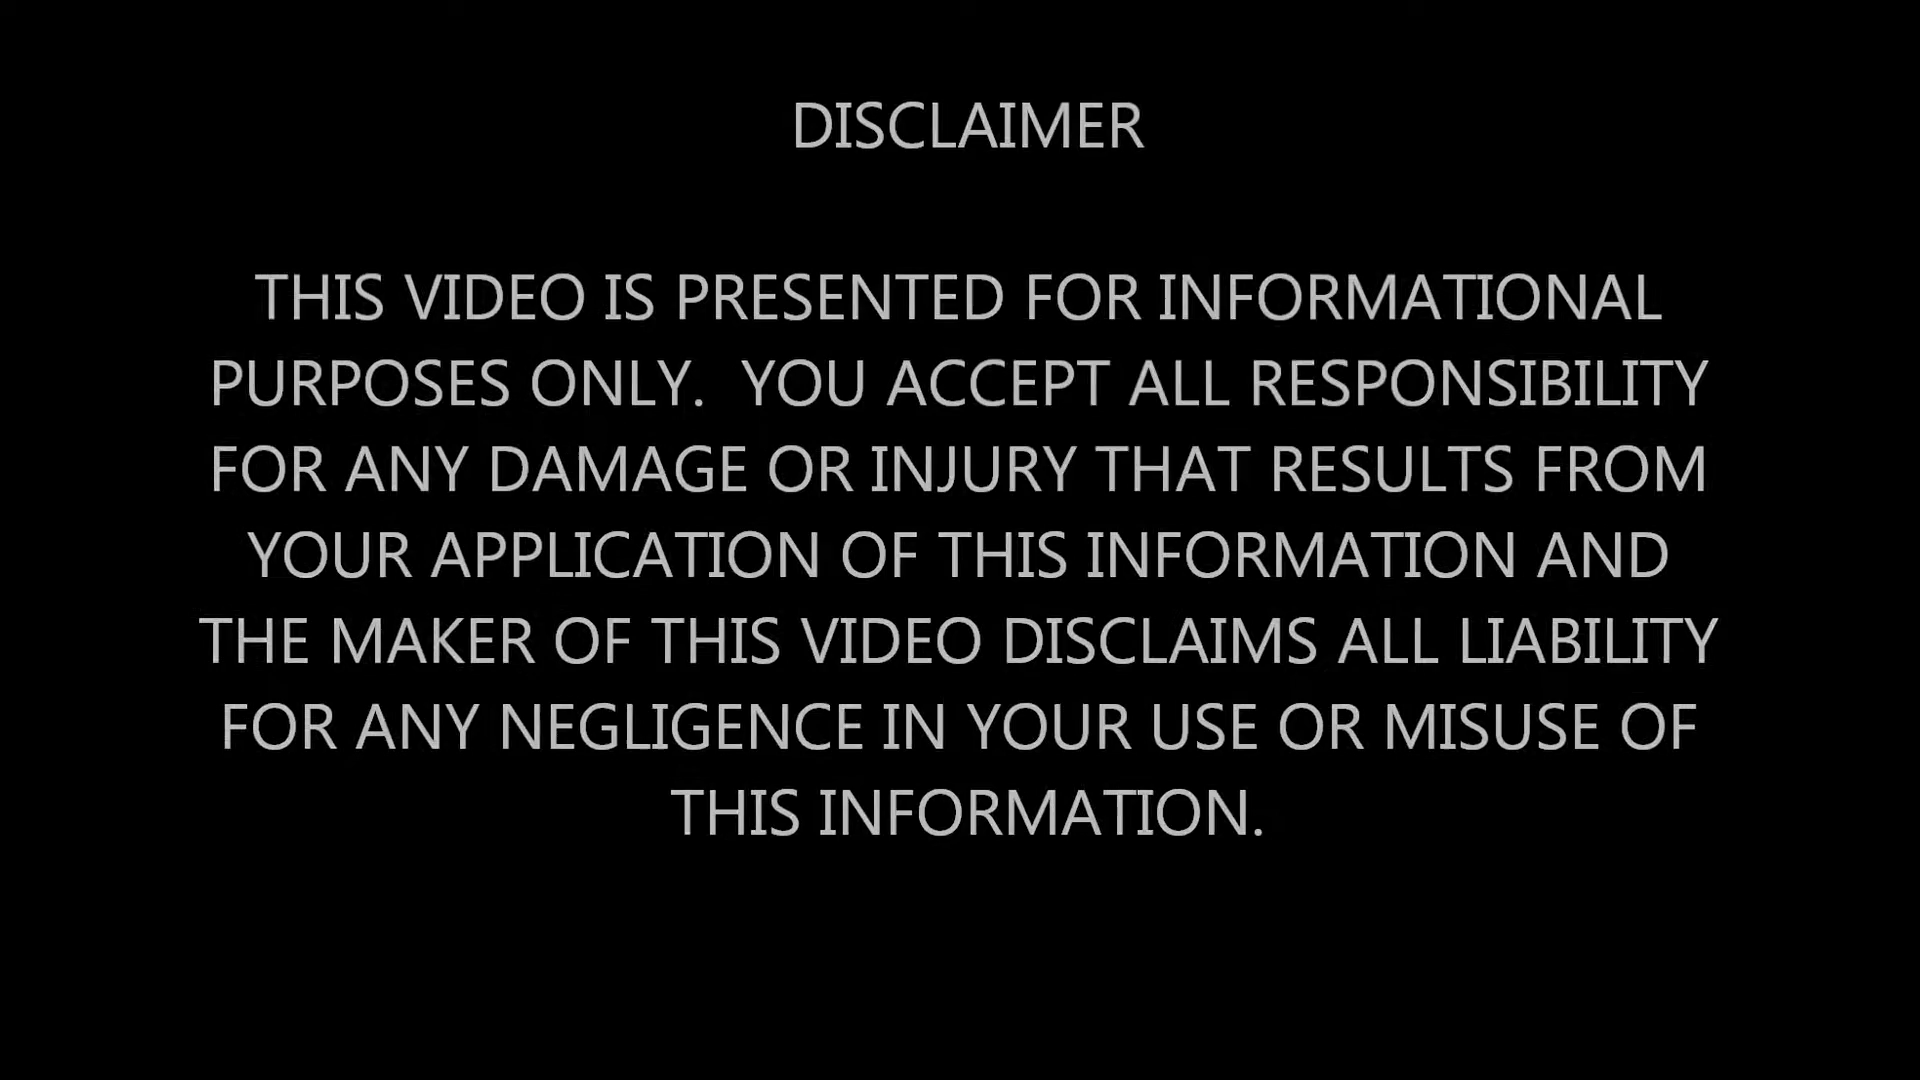 DISCLAIMER
THIS VIDEO IS PRESENTED FOR INFORMATIONAL
PURPOSES ONLY.  YOU ACCEPT ALL RESPONSIBILITY
FOR ANY DAMAGE OR INJURY THAT RESULTS FROM
YOUR APPLICATION OF THIS INFORMATION AND
THE MAKER OF THIS VIDEO DISCLAIMS ALL LIABILITY
FOR ANY NEGLIGENCE IN YOUR USE OR MISUSE OF
THIS INFORMATION.